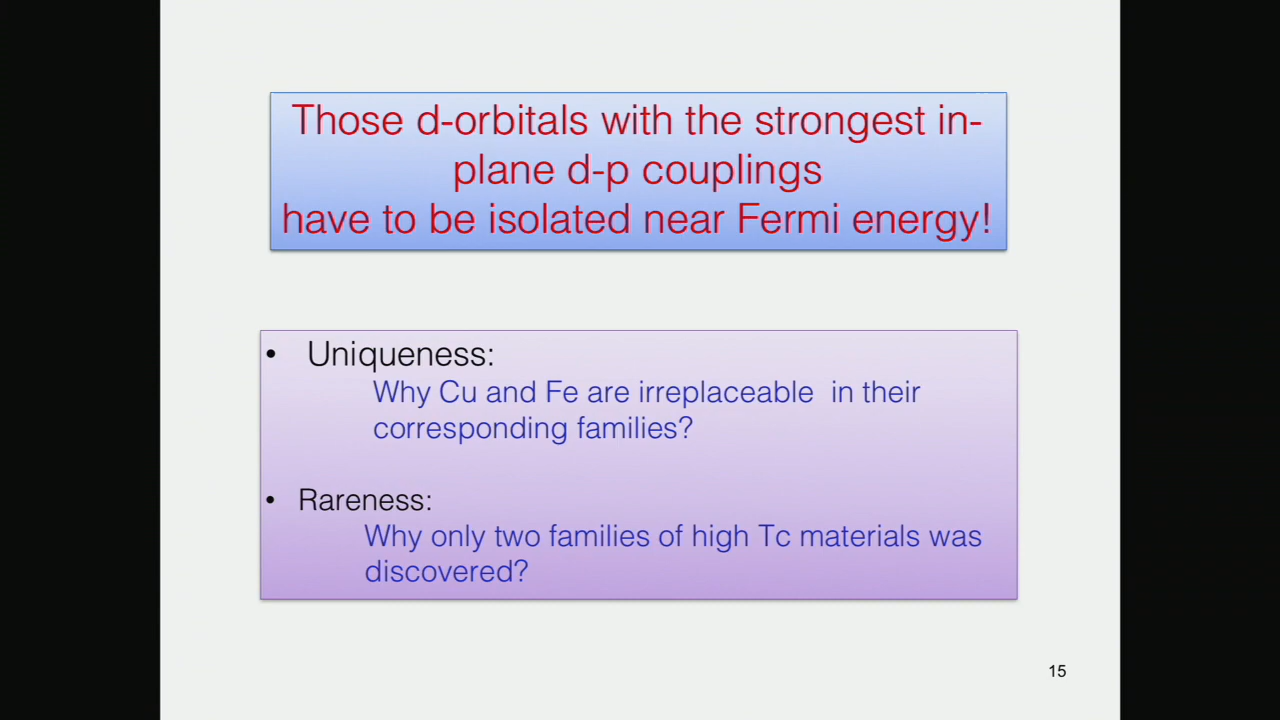 Those d-orbitals with the strongest in-
plane d-p couplings
have to be isolated near Fermi energy!
• Uniqueness:
Why Cu and Fe are irreplaceable in their
corresponding families?
• Rareness:
Why only two families of high Tc materials was
discovered?
15